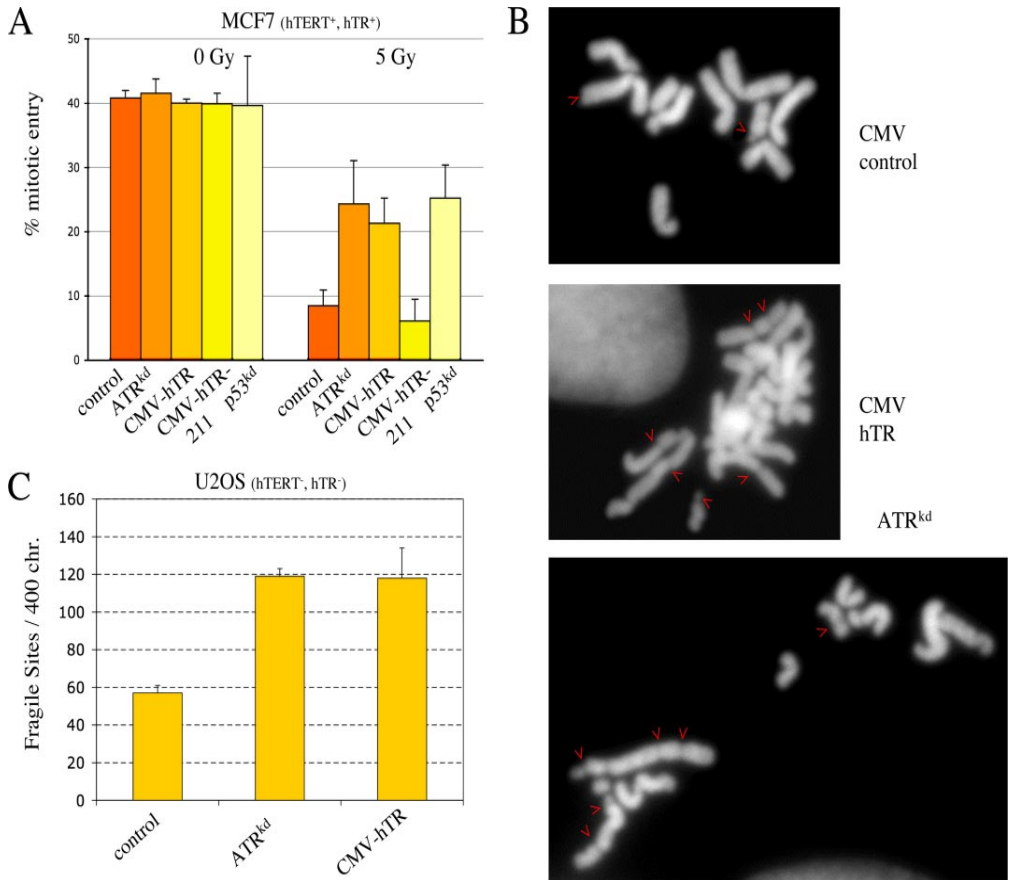 A
MCF7 (hTERT⁺, hTR⁺)
0 Gy
5 Gy
% mitotic entry
50
40
30
20
10
0
control
ATRᵏᵈ
CMV-hTR
CMV-hTR-
211
p53ᵏᵈ
control
ATRᵏᵈ
CMV-hTR
CMV-hTR-
211
p53ᵏᵈ
B
CMV
control
CMV
hTR
ATRᵏᵈ
C
U2OS (hTERT⁻, hTR⁻)
Fragile Sites / 400 chr.
160
140
120
100
80
60
40
20
0
control
ATRᵏᵈ
CMV-hTR